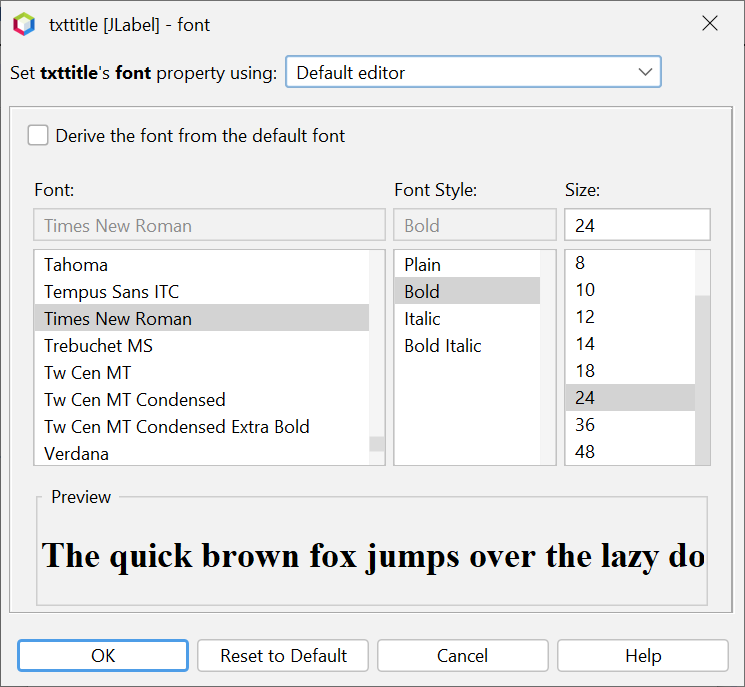 txttitle [JLabel] - font
Set txttitle's font property using: Default editor
Derive the font from the default font
Font: Font Style: Size:
Times New Roman Bold 24
Tahoma Plain 8
Tempus Sans ITC Bold 10
Times New Roman Italic 12
Trebuchet MS Bold Italic 14
Tw Cen MT 18
Tw Cen MT Condensed 24
Tw Cen MT Condensed Extra Bold 36
Verdana 48
Preview
The quick brown fox jumps over the lazy do
OK Reset to Default Cancel Help